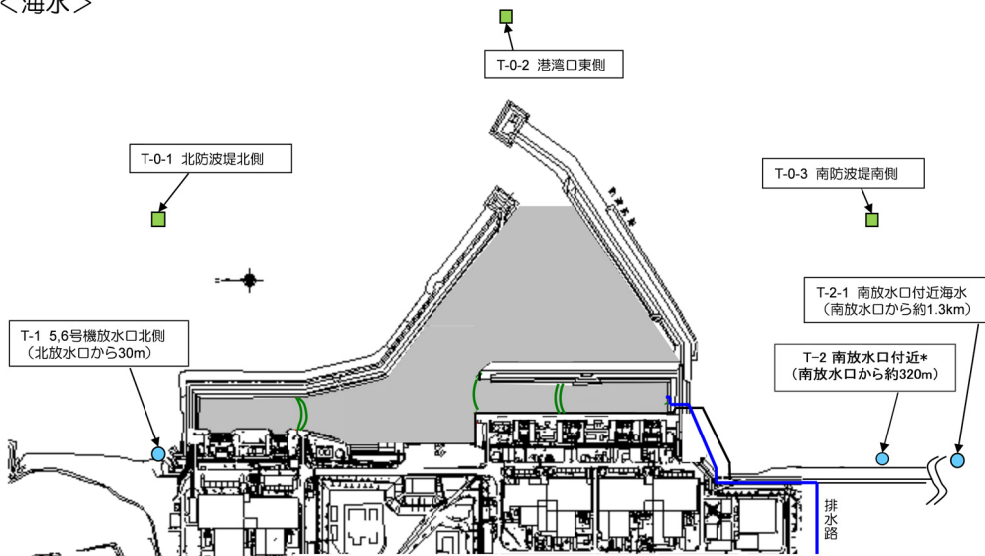 ＜海水＞
T-0-2 港湾口東側
T-0-1 北防波堤北側
T-0-3 南防波堤南側
T-2-1 南放水口付近海水
（南放水口から約1.3km）
T-1 5,6号機放水口北側
（北放水口から30m）
T-2 南放水口付近*
（南放水口から約320m）
排水路